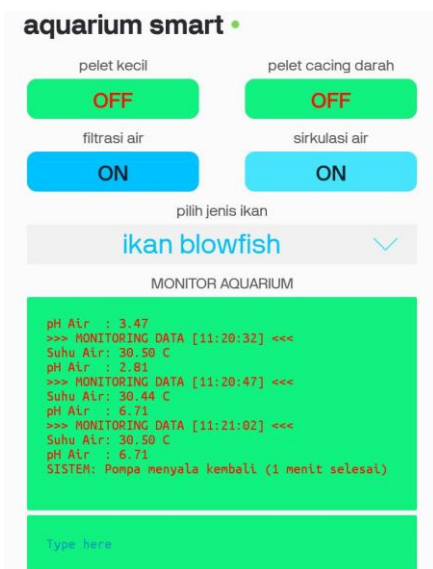 aquarium smart
pelet kecil
pelet cacing darah
OFF
OFF
filtrasi air
sirkulasi air
ON
ON
pilih jenis ikan
ikan blowfish
MONITOR AQUARIUM
pH Air  : 3.47
>>> MONITORING DATA [11:20:32] <<<
Suhu Air: 30.50 C
pH Air  : 2.81
>>> MONITORING DATA [11:20:47] <<<
Suhu Air: 30.44 C
pH Air  : 6.71
>>> MONITORING DATA [11:21:02] <<<
Suhu Air: 30.50 C
pH Air  : 6.71
SISTEM: Pompa menyala kembali (1 menit selesai)
Type here